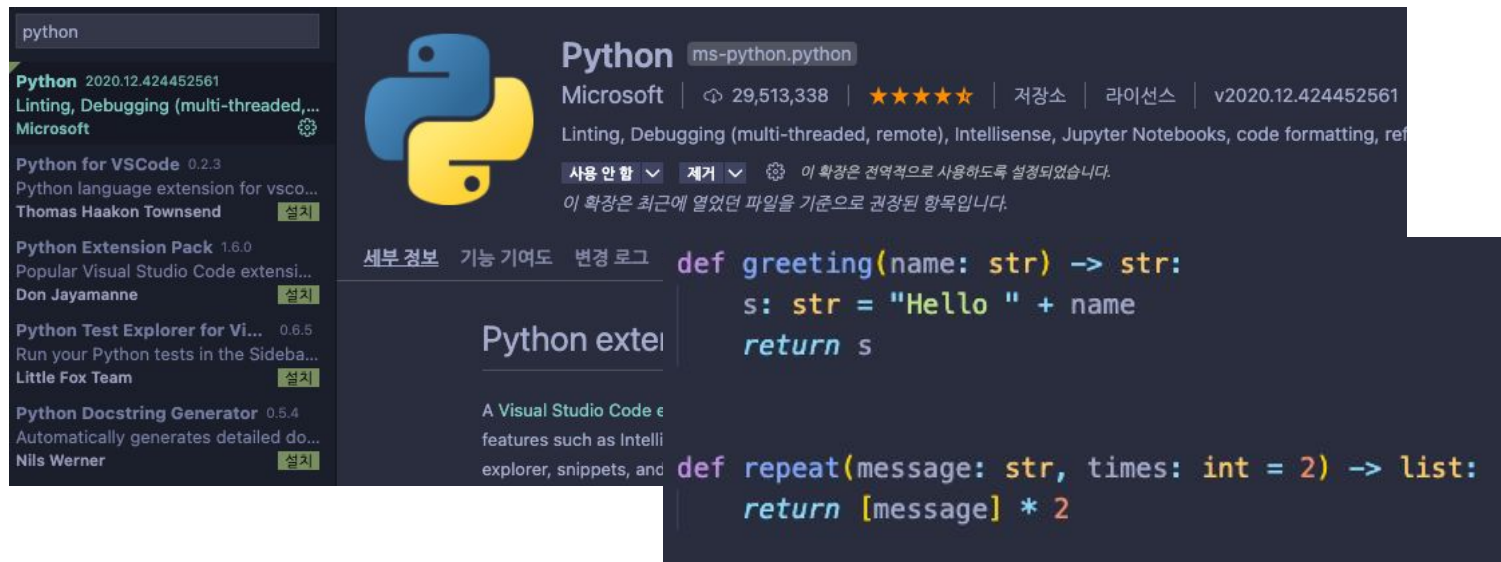 python
Python 2020.12.424452561
Linting, Debugging (multi-threaded,...
Microsoft
Python for VSCode 0.2.3
Python language extension for vsco...
Thomas Haakon Townsend 설치
Python Extension Pack 1.6.0
Popular Visual Studio Code extensi...
Don Jayamanne 설치
Python Test Explorer for Vi... 0.6.5
Run your Python tests in the Sideba...
Little Fox Team 설치
Python Docstring Generator 0.5.4
Automatically generates detailed do...
Nils Werner 설치
Python ms-python.python
Microsoft 29,513,338 저장소 라이선스 v2020.12.424452561
Linting, Debugging (multi-threaded, remote), Intellisense, Jupyter Notebooks, code formatting, ref
사용 안 함 제거 이 확장은 전역적으로 사용하도록 설정되었습니다.
이 확장은 최근에 열었던 파일을 기준으로 권장된 항목입니다.
세부 정보 기능 기여도 변경 로그
Python exte
A Visual Studio Code e
features such as Intelli
explorer, snippets, and
def greeting(name: str) -> str:
    s: str = "Hello " + name
    return s
def repeat(message: str, times: int = 2) -> list:
    return [message] * 2